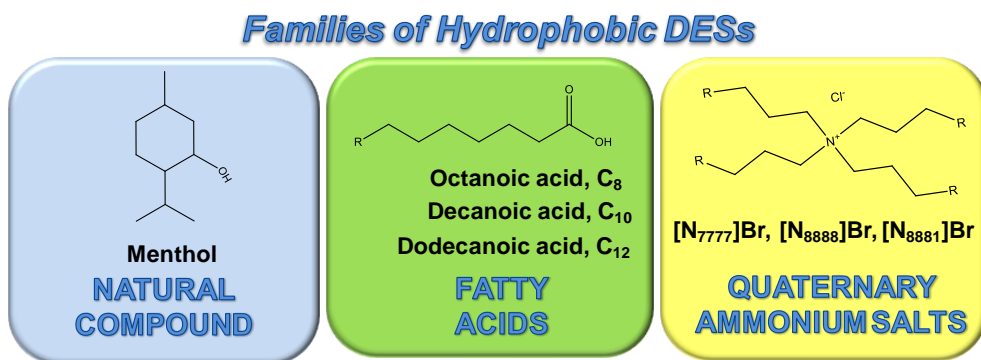 Families of Hydrophobic DESs
OH
Menthol
NATURAL
COMPOUND
O
R
OH
Octanoic acid, C₈
Decanoic acid, C₁₀
Dodecanoic acid, C₁₂
FATTY
ACIDS
R
Cl⁻
R
N⁺
R
R
[N₇₇₇₇]Br, [N₈₈₈₈]Br, [N₈₈₈₁]Br
QUATERNARY
AMMONIUM SALTS